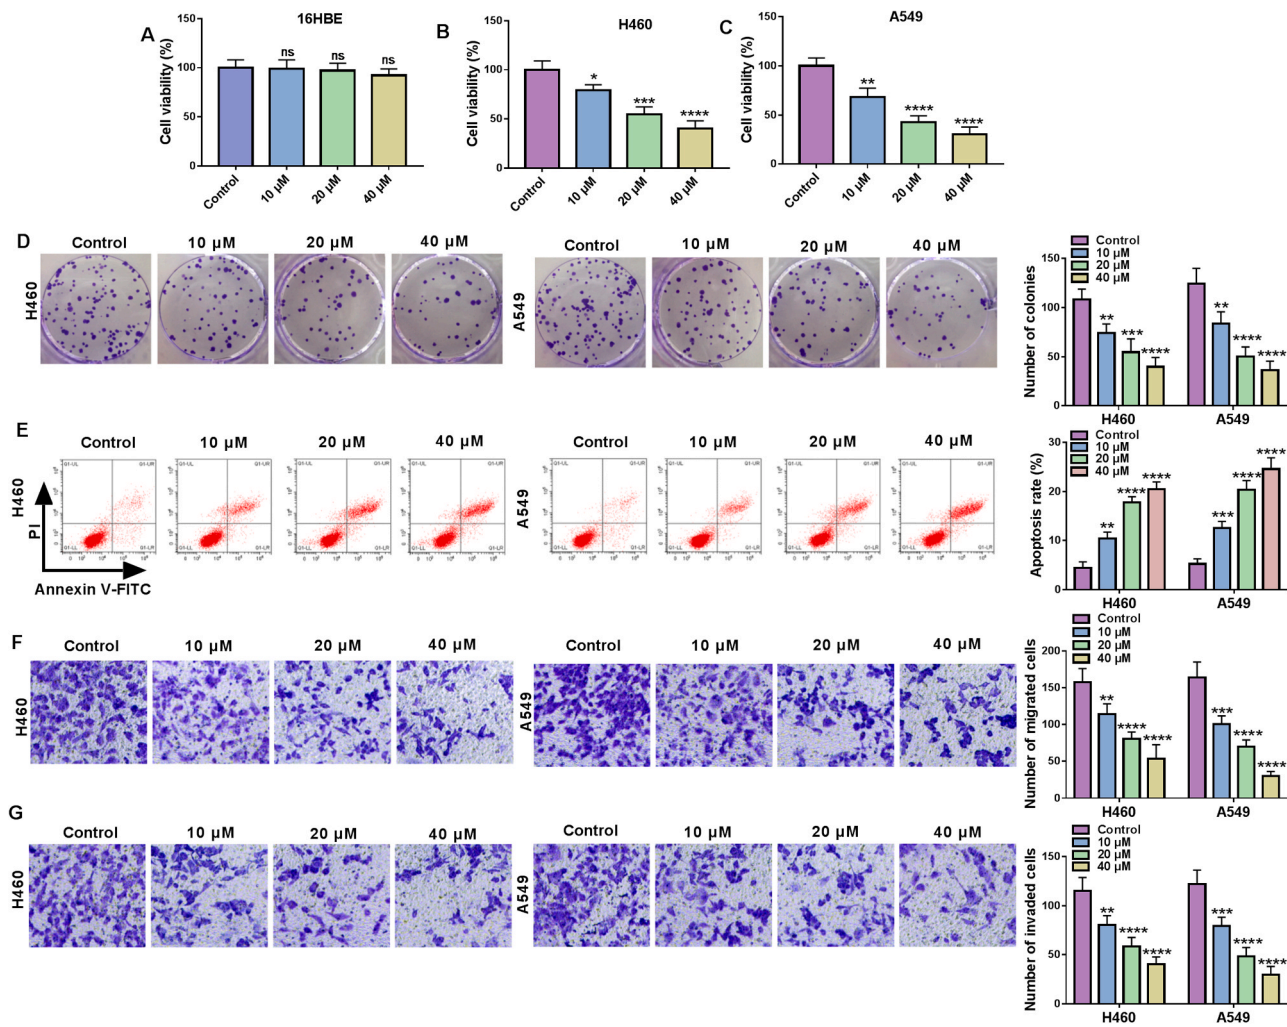 A
16HBE
Cell viability (%)
150
100
50
0
ns
ns
ns
Control
10 µM
20 µM
40 µM
B
H460
Cell viability (%)
150
100
50
0
*
***
****
Control
10 µM
20 µM
40 µM
C
A549
Cell viability (%)
150
100
50
0
**
****
****
Control
10 µM
20 µM
40 µM
D
Control
10 µM
20 µM
40 µM
H460
Control
10 µM
20 µM
40 µM
A549
Control
10 µM
20 µM
40 µM
Number of colonies
150
100
50
0
**
***
****
**
****
****
H460
A549
E
Control
10 µM
20 µM
40 µM
H460
PI
Annexin V-FITC
Control
10 µM
20 µM
40 µM
A549
Q1-UL
Q1-UR
Q1-LL
Q1-LR
Control
10 µM
20 µM
40 µM
Apoptosis rate (%)
30
20
10
0
**
****
****
***
****
****
H460
A549
F
Control
10 µM
20 µM
40 µM
H460
Control
10 µM
20 µM
40 µM
A549
Control
10 µM
20 µM
40 µM
Number of migrated cells
200
150
100
50
0
**
****
****
***
****
****
H460
A549
G
Control
10 µM
20 µM
40 µM
H460
Control
10 µM
20 µM
40 µM
A549
Control
10 µM
20 µM
40 µM
Number of invaded cells
150
100
50
0
**
****
****
***
****
****
H460
A549